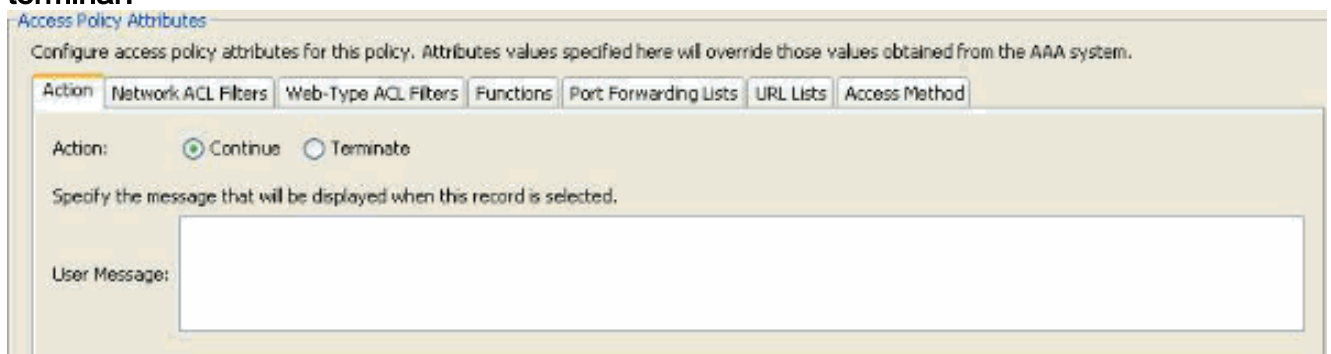 Access Policy Attributes
Configure access policy attributes for this policy. Attributes values specified here will override those values obtained from the AAA system.
Action Network ACL Filters Web-Type ACL Filters Functions Port Forwarding Lists URL Lists Access Method
Action: Continue Terminate
Specify the message that will be displayed when this record is selected.
User Message: